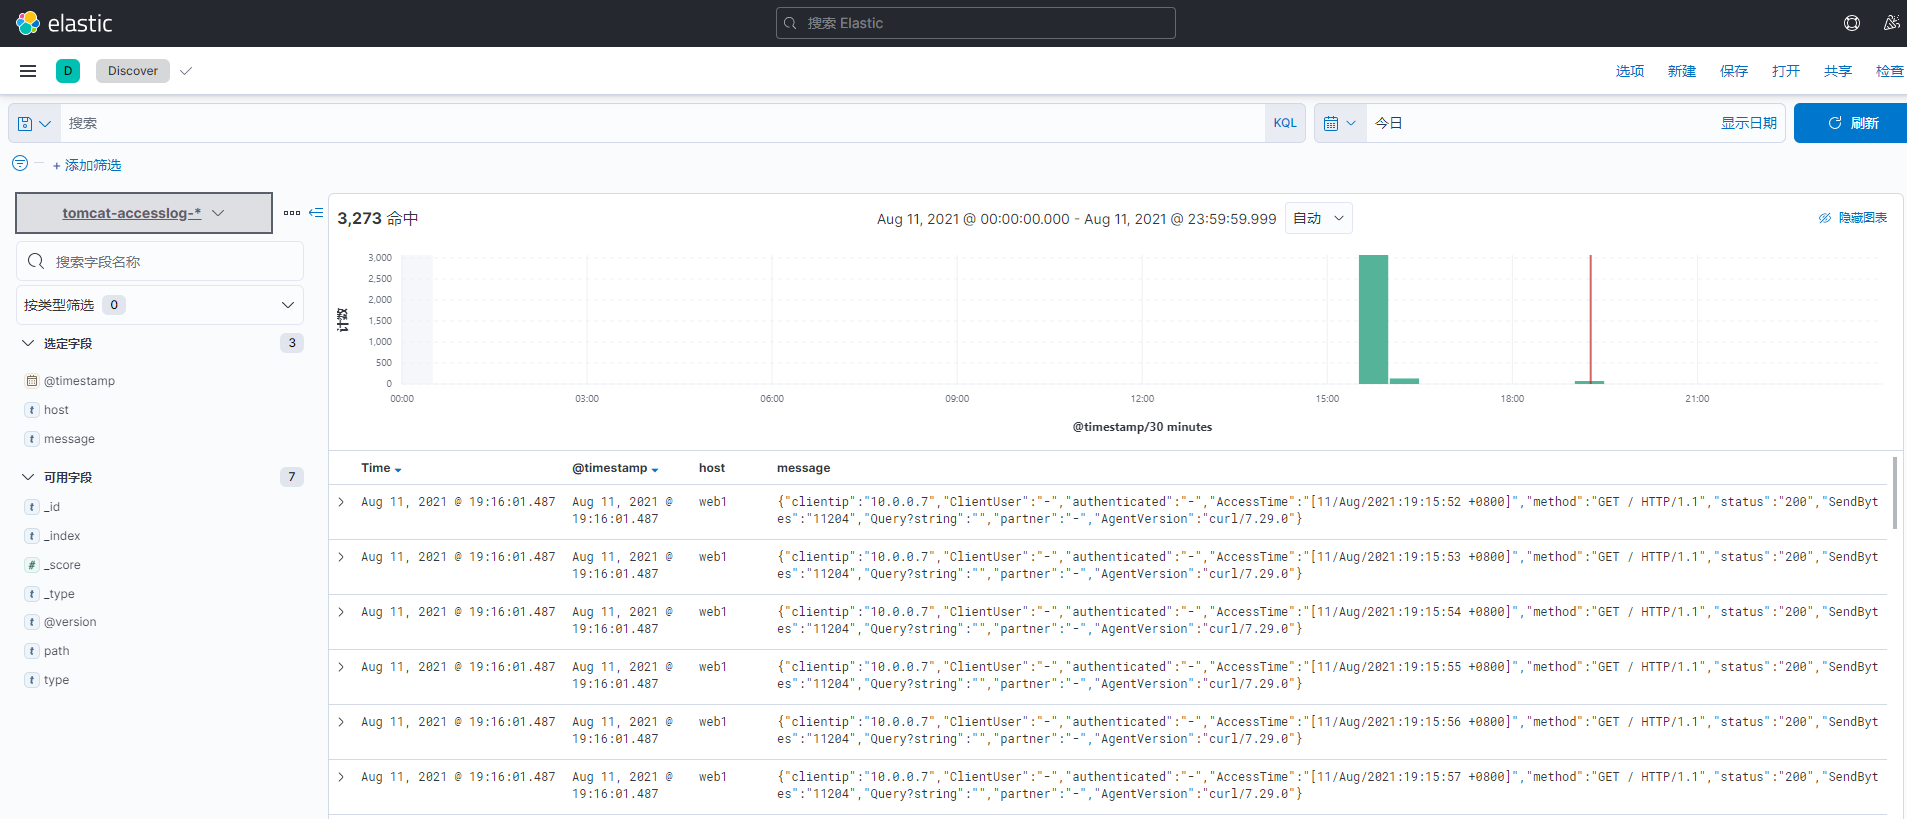 elastic
搜索 Elastic
D
Discover
选项 新建 保存 打开 共享 检查
搜索
KQL
今日
显示日期
刷新
+ 添加筛选
tomcat-accesslog-*
搜索字段名称
按类型筛选 0
选定字段 3
@timestamp
t host
t message
可用字段 7
t _id
t _index
# _score
t _type
t @version
t path
t type
3,273 命中
Aug 11, 2021 @ 00:00:00.000 - Aug 11, 2021 @ 23:59:59.999
自动
隐藏图表
计数
3,000
2,500
2,000
1,500
1,000
500
0
00:00 03:00 06:00 09:00 12:00 15:00 18:00 21:00
@timestamp/30 minutes
Time @timestamp host message
Aug 11, 2021 @ 19:16:01.487 Aug 11, 2021 @ web1 {"clientip":"10.0.0.7","ClientUser":"-","authenticated":"-","AccessTime":"[11/Aug/2021:19:15:52 +0800]","method":"GET / HTTP/1.1","status":"200","SendByt
19:16:01.487 es":"11204","Query?string":"","partner":"-","AgentVersion":"curl/7.29.0"}
Aug 11, 2021 @ 19:16:01.487 Aug 11, 2021 @ web1 {"clientip":"10.0.0.7","ClientUser":"-","authenticated":"-","AccessTime":"[11/Aug/2021:19:15:53 +0800]","method":"GET / HTTP/1.1","status":"200","SendByt
19:16:01.487 es":"11204","Query?string":"","partner":"-","AgentVersion":"curl/7.29.0"}
Aug 11, 2021 @ 19:16:01.487 Aug 11, 2021 @ web1 {"clientip":"10.0.0.7","ClientUser":"-","authenticated":"-","AccessTime":"[11/Aug/2021:19:15:54 +0800]","method":"GET / HTTP/1.1","status":"200","SendByt
19:16:01.487 es":"11204","Query?string":"","partner":"-","AgentVersion":"curl/7.29.0"}
Aug 11, 2021 @ 19:16:01.487 Aug 11, 2021 @ web1 {"clientip":"10.0.0.7","ClientUser":"-","authenticated":"-","AccessTime":"[11/Aug/2021:19:15:55 +0800]","method":"GET / HTTP/1.1","status":"200","SendByt
19:16:01.487 es":"11204","Query?string":"","partner":"-","AgentVersion":"curl/7.29.0"}
Aug 11, 2021 @ 19:16:01.487 Aug 11, 2021 @ web1 {"clientip":"10.0.0.7","ClientUser":"-","authenticated":"-","AccessTime":"[11/Aug/2021:19:15:56 +0800]","method":"GET / HTTP/1.1","status":"200","SendByt
19:16:01.487 es":"11204","Query?string":"","partner":"-","AgentVersion":"curl/7.29.0"}
Aug 11, 2021 @ 19:16:01.487 Aug 11, 2021 @ web1 {"clientip":"10.0.0.7","ClientUser":"-","authenticated":"-","AccessTime":"[11/Aug/2021:19:15:57 +0800]","method":"GET / HTTP/1.1","status":"200","SendByt
19:16:01.487 es":"11204","Query?string":"","partner":"-","AgentVersion":"curl/7.29.0"}